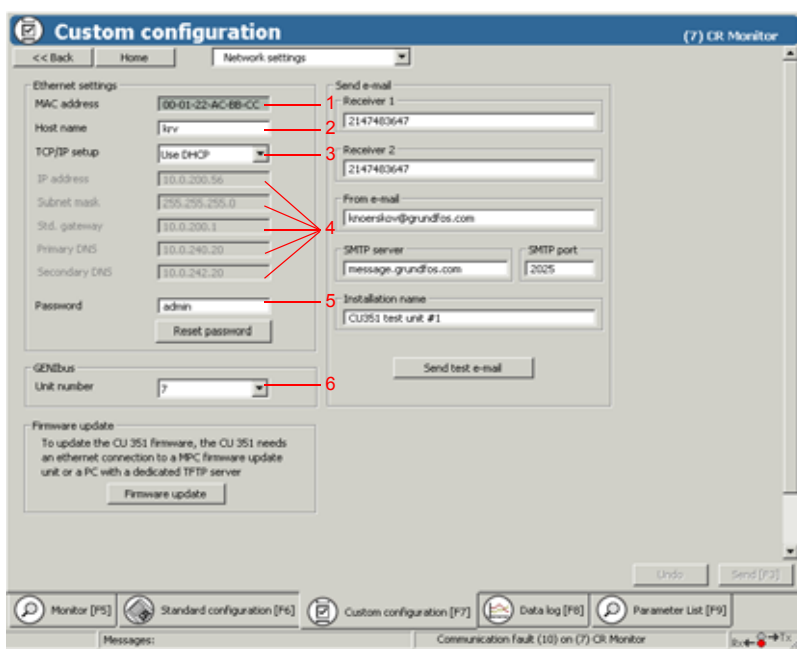 Custom configuration
(7) CR Monitor
<< Back
Home
Network settings
Ethernet settings
MAC address 00-01-22-AC-BB-CC 1
Host name krv 2
TCP/IP setup Use DHCP 3
IP address 10.0.200.56
Subnet mask 255.255.255.0
Std. gateway 10.0.200.1 4
Primary DNS 10.0.240.20
Secondary DNS 10.0.242.20
Password admin 5
Reset password
GENIbus
Unit number 7 6
Firmware update
To update the CU 351 firmware, the CU 351 needs
an ethernet connection to a MPC firmware update
unit or a PC with a dedicated TFTP server
Firmware update
Send e-mail
Receiver 1
2147483647
Receiver 2
2147483647
From e-mail
knoerskov@grundfos.com
SMTP server SMTP port
message.grundfos.com 2025
Installation name
CU351 test unit #1
Send test e-mail
Undo Send [F3]
Monitor [F5] Standard configuration [F6] Custom configuration [F7] Data log [F8] Parameter List [F9]
Messages: Communication fault (10) on (7) CR Monitor Rx Tx